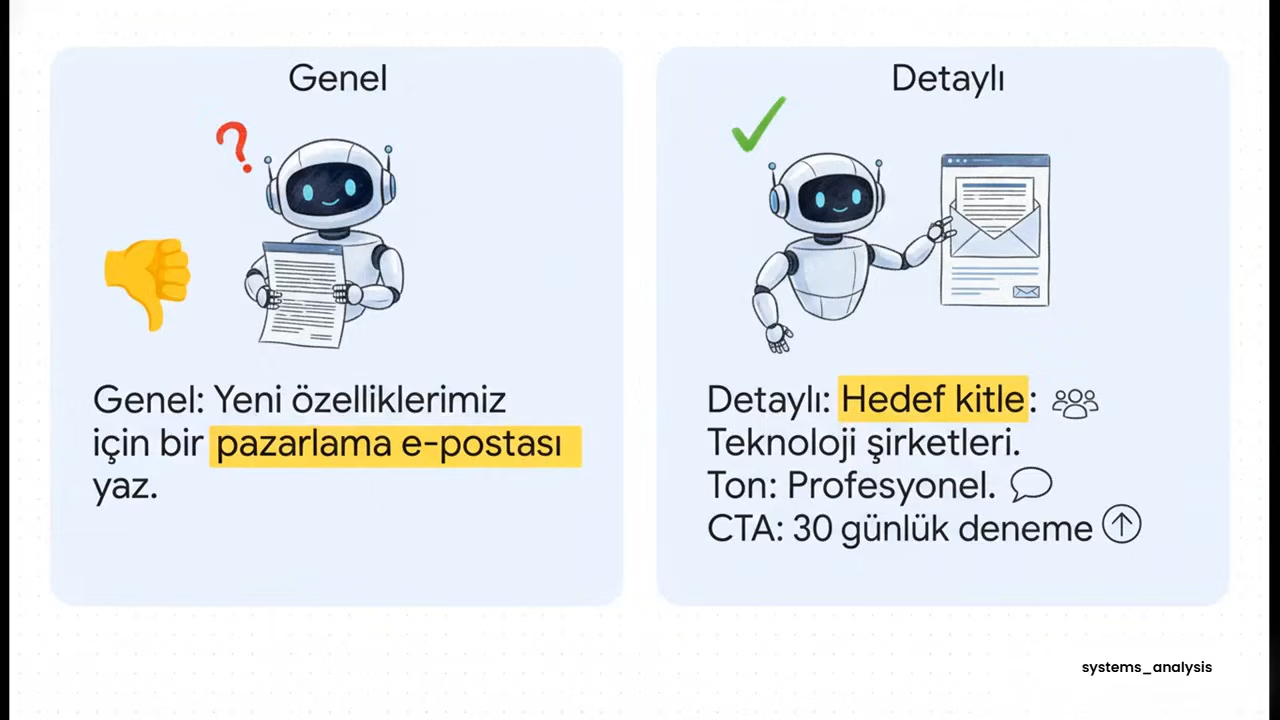 Genel
Genel: Yeni özelliklerimiz
için bir pazarlama e-postası
yaz.
Detaylı
Detaylı: Hedef kitle:
Teknoloji şirketleri.
Ton: Profesyonel.
CTA: 30 günlük deneme
systems_analysis